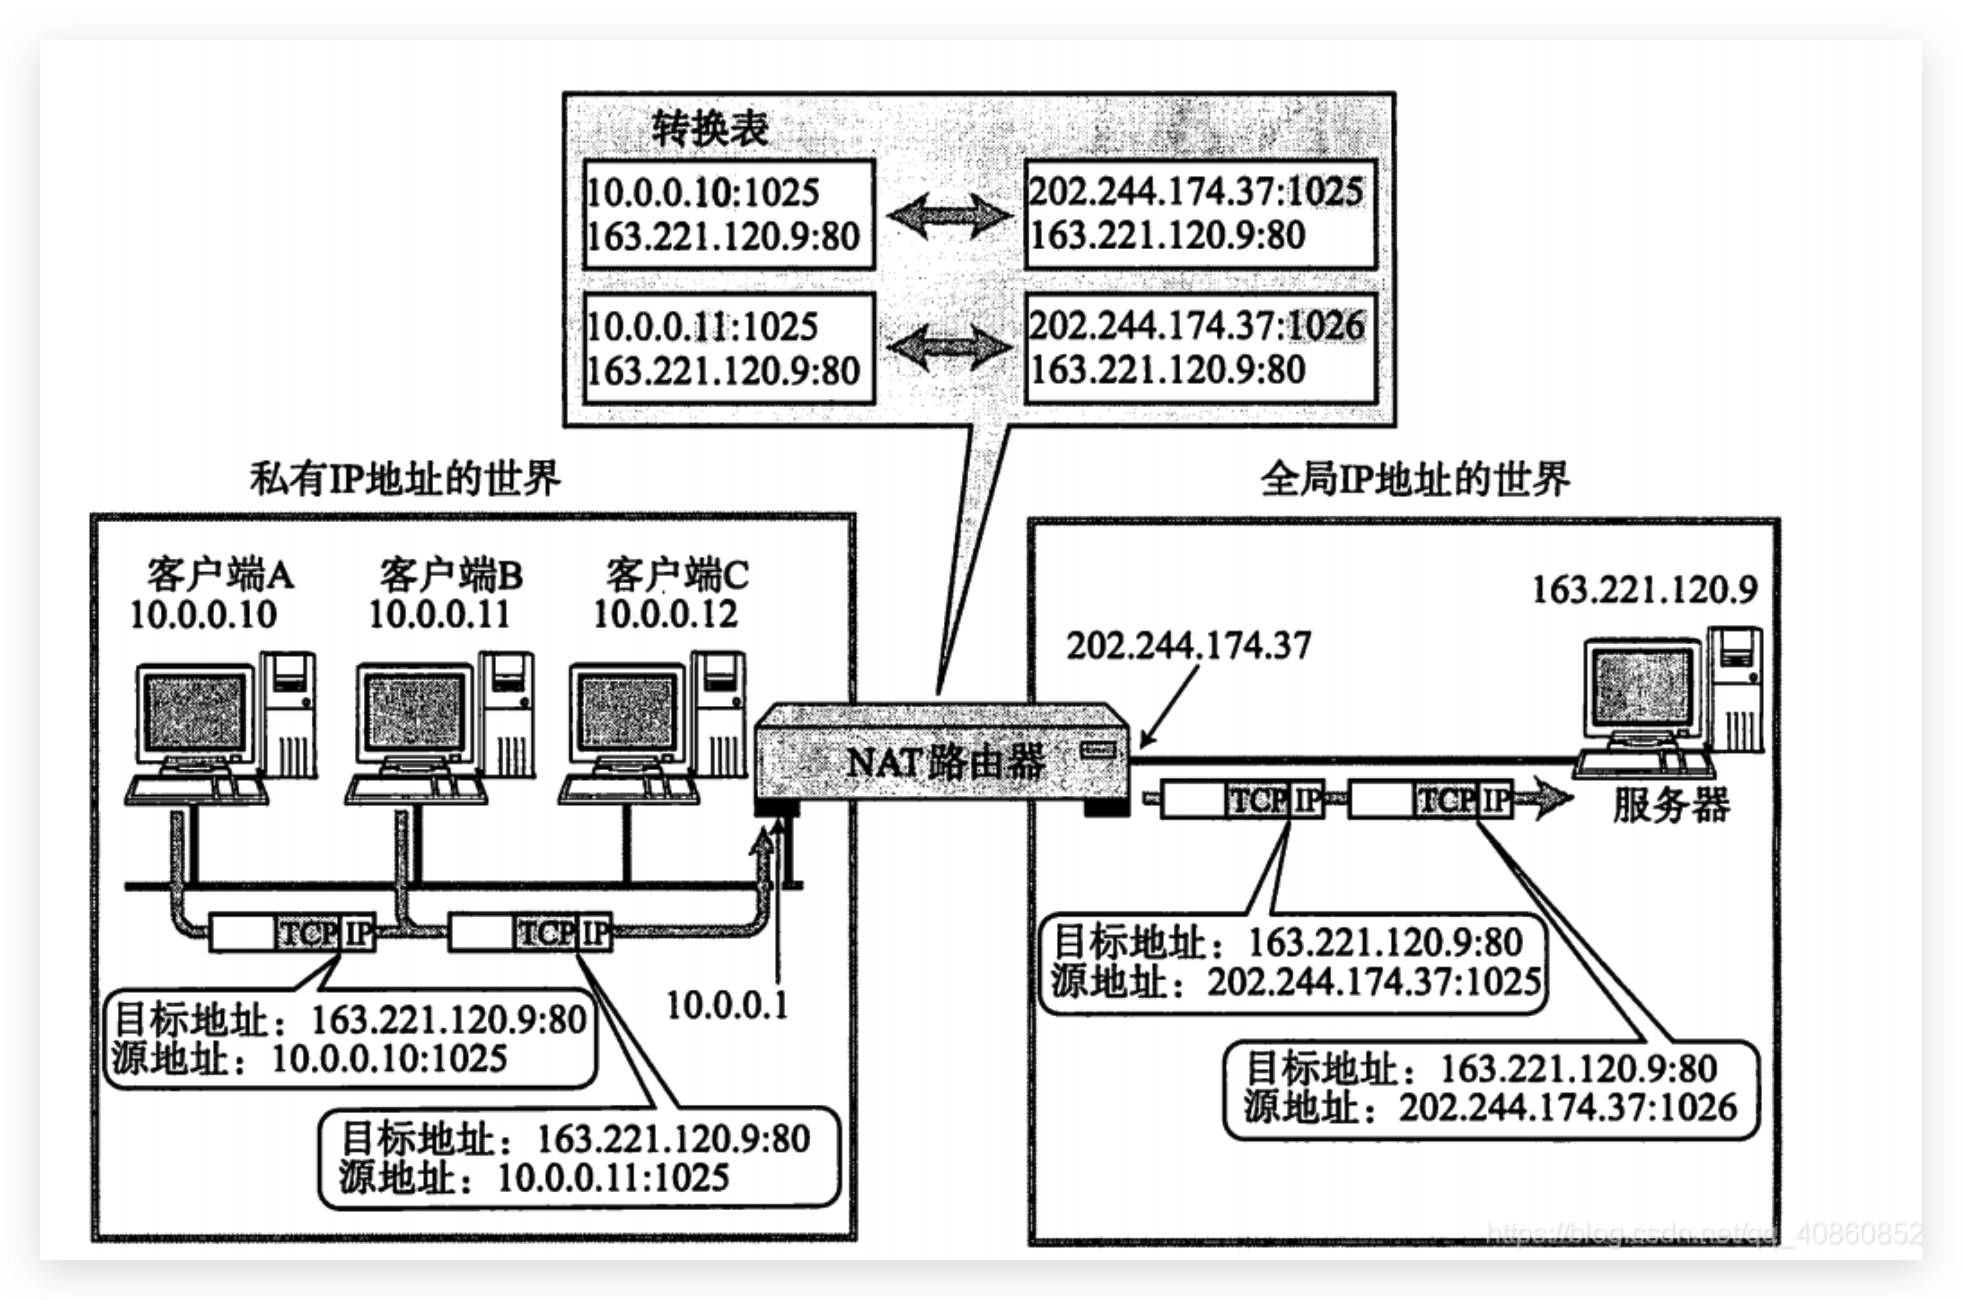 转换表
10.0.0.10:1025
163.221.120.9:80
202.244.174.37:1025
163.221.120.9:80
10.0.0.11:1025
163.221.120.9:80
202.244.174.37:1026
163.221.120.9:80
私有IP地址的世界
全局IP地址的世界
客户端A
10.0.0.10
客户端B
10.0.0.11
客户端C
10.0.0.12
163.221.120.9
202.244.174.37
NAT路由器
服务器
TCP IP
TCP IP
TCP IP
TCP IP
10.0.0.1
目标地址：163.221.120.9:80
源地址：10.0.0.10:1025
目标地址：163.221.120.9:80
源地址：10.0.0.11:1025
目标地址：163.221.120.9:80
源地址：202.244.174.37:1025
目标地址：163.221.120.9:80
源地址：202.244.174.37:1026
https://blog.csdn.net/qq_40860852